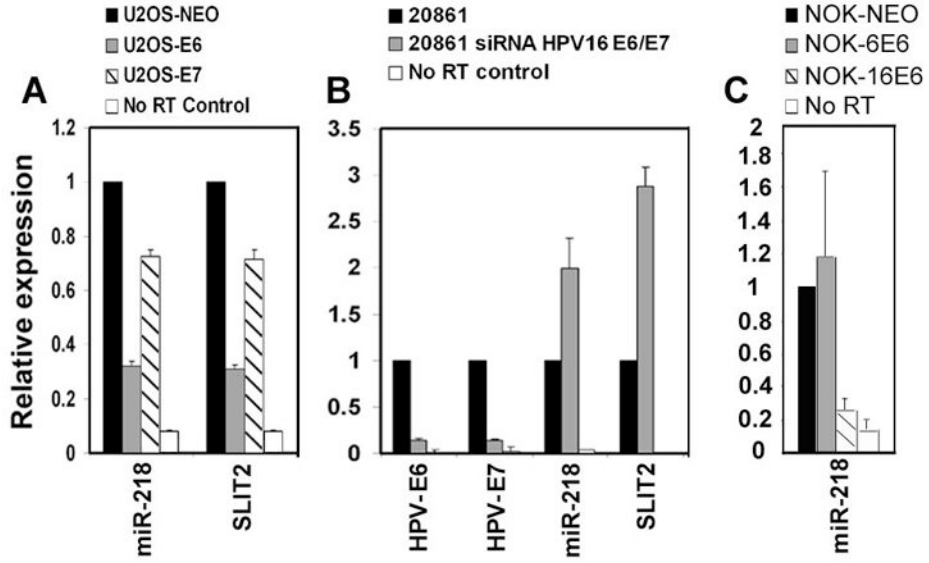 U2OS-NEO
U2OS-E6
U2OS-E7
No RT Control
A
Relative expression
1.2
1
0.8
0.6
0.4
0.2
0
miR-218
SLIT2
20861
20861 siRNA HPV16 E6/E7
No RT control
B
3.5
3
2.5
2
1.5
1
0.5
0
HPV-E6
HPV-E7
miR-218
SLIT2
NOK-NEO
NOK-6E6
NOK-16E6
No RT
C
2
1.8
1.6
1.4
1.2
1
0.8
0.6
0.4
0.2
0
miR-218